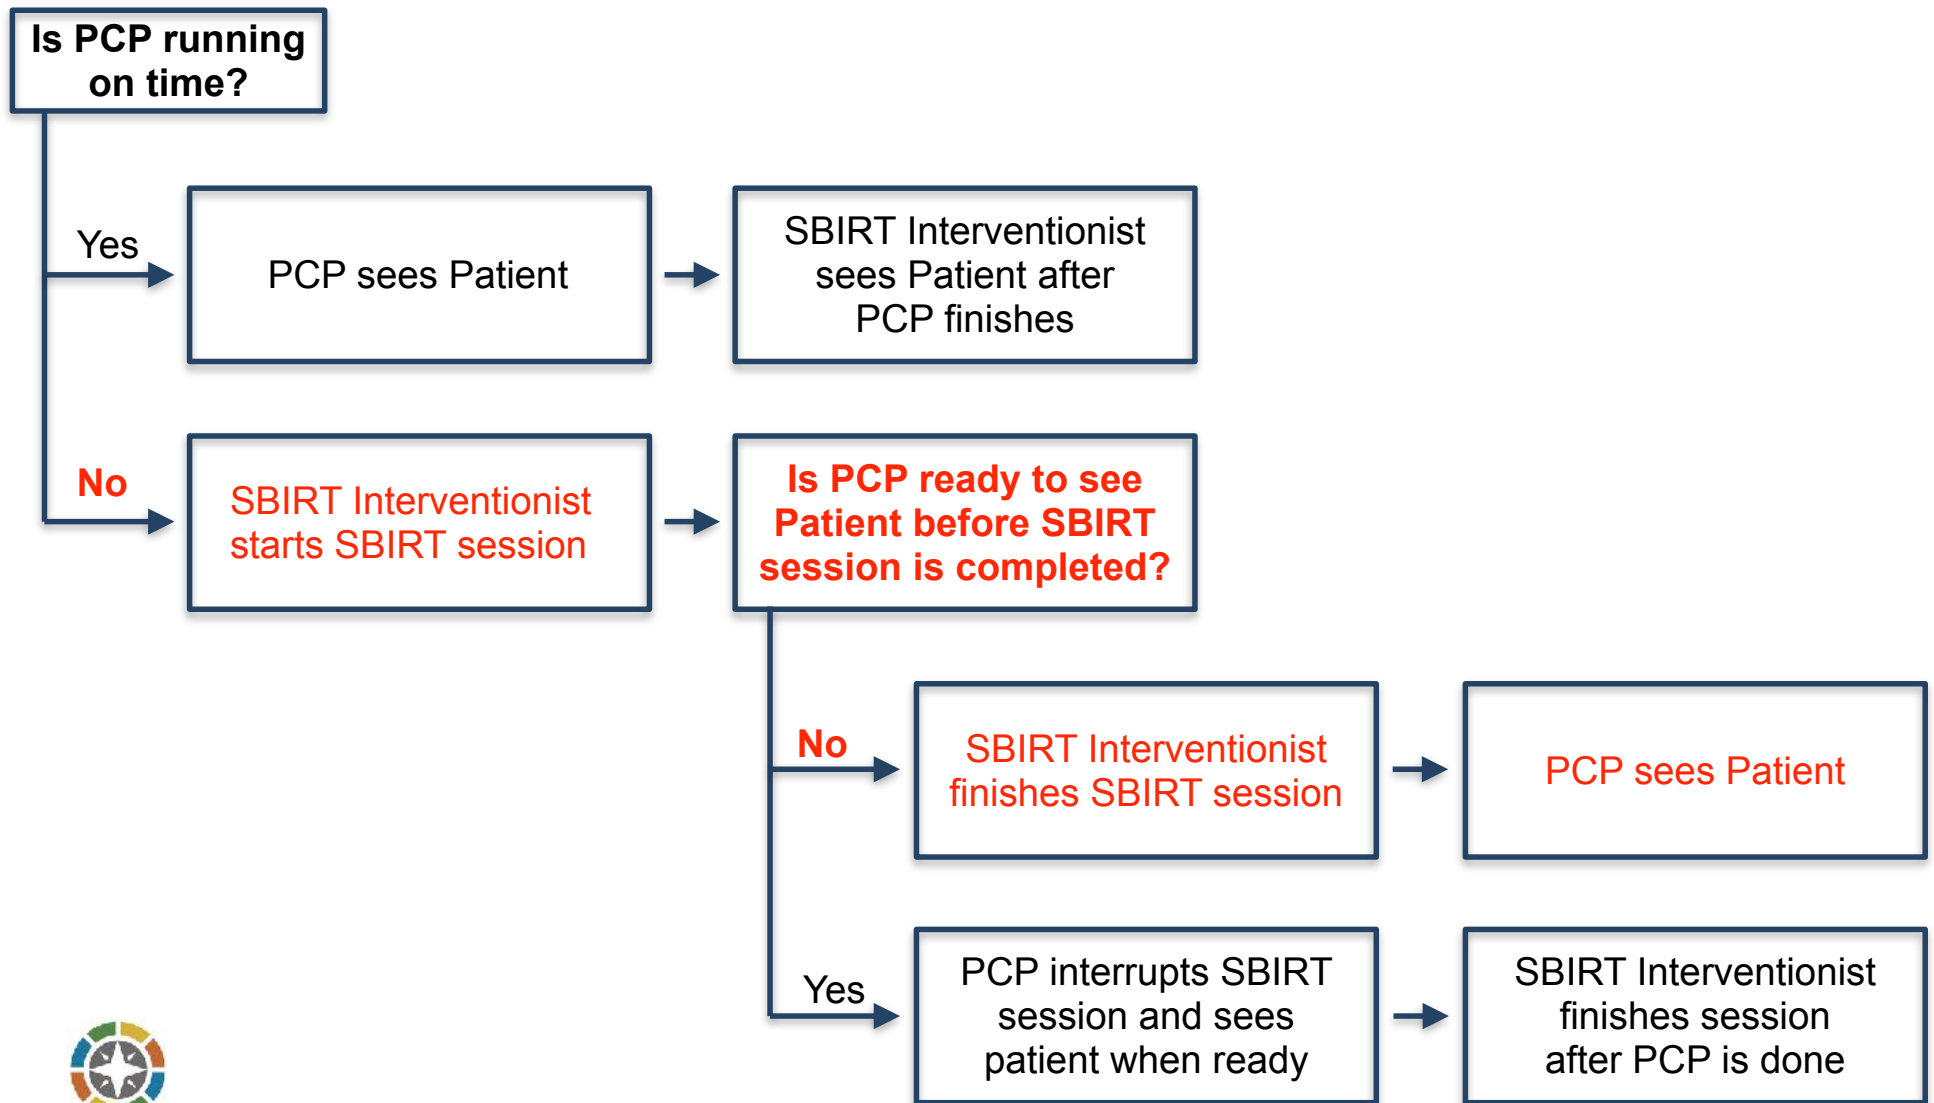 Is PCP running
on time?
Yes
PCP sees Patient
SBIRT Interventionist
sees Patient after
PCP finishes
No
SBIRT Interventionist
starts SBIRT session
Is PCP ready to see
Patient before SBIRT
session is completed?
No
SBIRT Interventionist
finishes SBIRT session
PCP sees Patient
Yes
PCP interrupts SBIRT
session and sees
patient when ready
SBIRT Interventionist
finishes session
after PCP is done